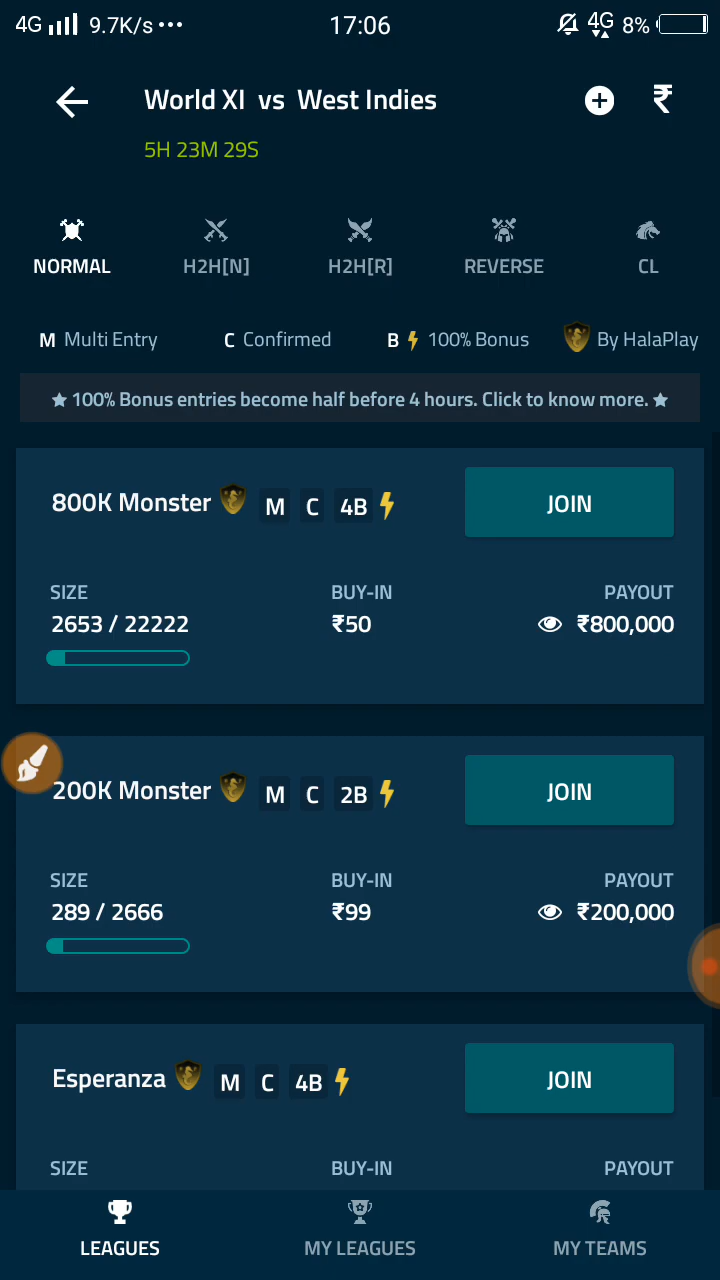 4G 9.7K/s ••• 17:06 4G 8%
World XI vs West Indies ₹
5H 23M 29S
NORMAL H2H[N] H2H[R] REVERSE CL
M Multi Entry C Confirmed B 100% Bonus By HalaPlay
★ 100% Bonus entries become half before 4 hours. Click to know more. ★
800K Monster M C 4B JOIN
SIZE BUY-IN PAYOUT
2653 / 22222 ₹50 ₹800,000
200K Monster M C 2B JOIN
SIZE BUY-IN PAYOUT
289 / 2666 ₹99 ₹200,000
Esperanza M C 4B JOIN
SIZE BUY-IN PAYOUT
LEAGUES MY LEAGUES MY TEAMS